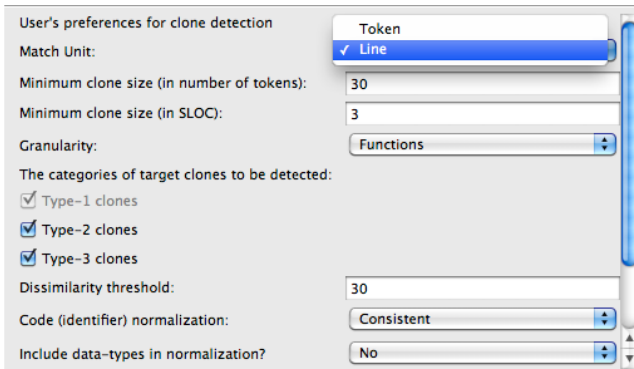 User's preferences for clone detection
Token
Match Unit:
✓ Line
Minimum clone size (in number of tokens):
30
Minimum clone size (in SLOC):
3
Granularity:
Functions
The categories of target clones to be detected:
Type-1 clones
Type-2 clones
Type-3 clones
Dissimilarity threshold:
30
Code (identifier) normalization:
Consistent
Include data-types in normalization?
No